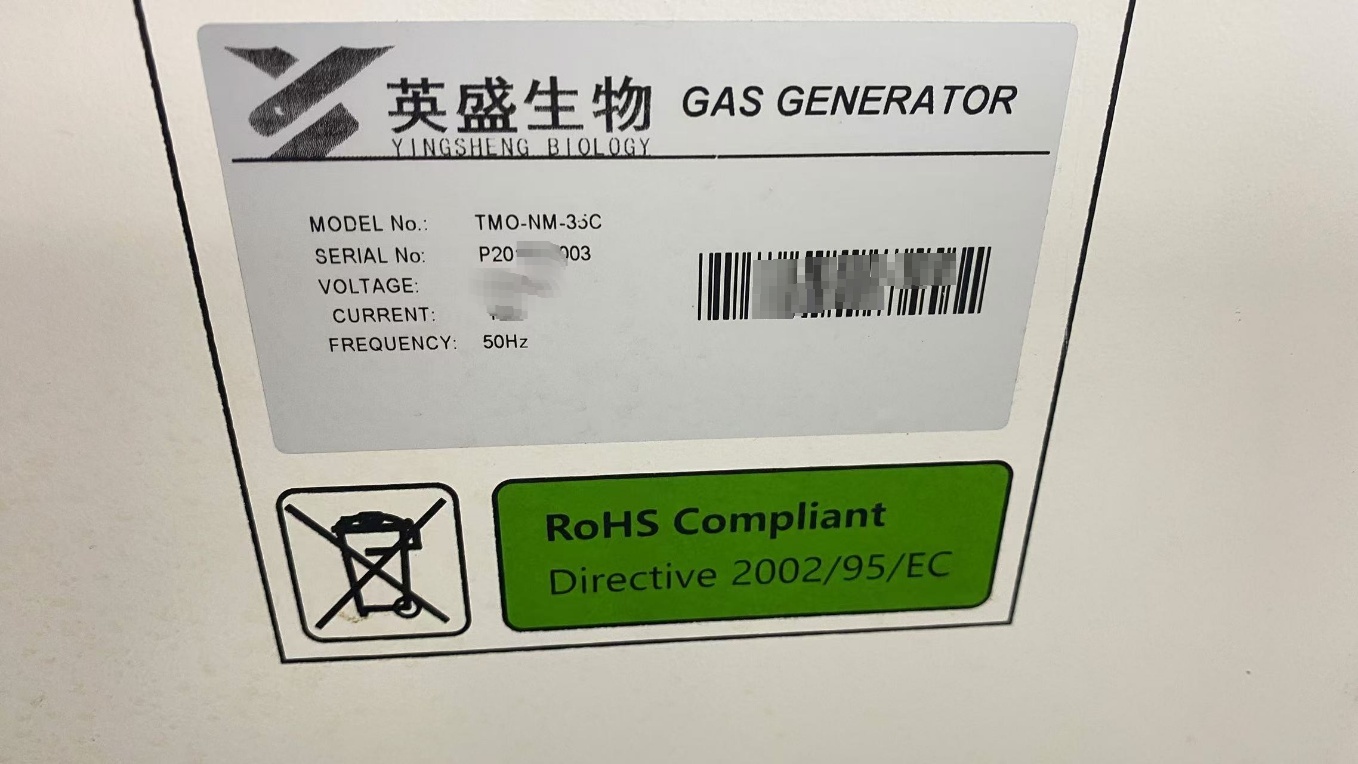 英盛生物 GAS GENERATOR
YINGSHENG BIOLOGY
MODEL No.:
SERIAL No:
VOLTAGE:
CURRENT:
FREQUENCY: 50Hz
RoHS Compliant
Directive 2002/95/EC